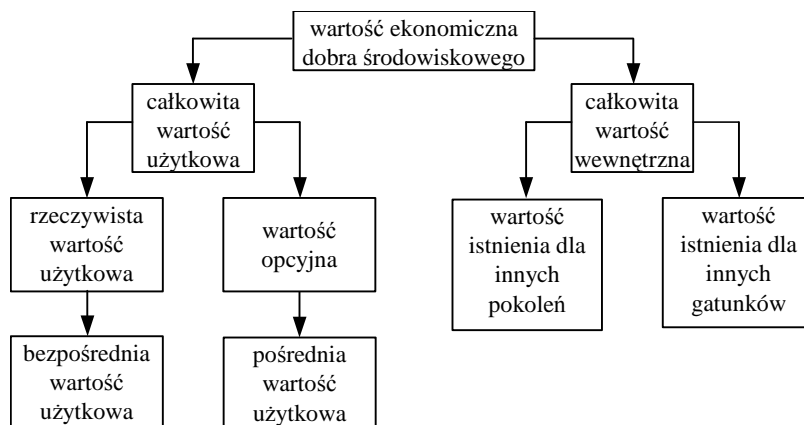 wartość ekonomiczna
dobra środowiskowego
całkowita
wartość
użytkowa
całkowita
wartość
wewnętrzna
rzeczywista
wartość
użytkowa
wartość
opcyjna
wartość
istnienia dla
innych
pokoleń
wartość
istnienia dla
innych
gatunków
bezpośrednia
wartość
użytkowa
pośrednia
wartość
użytkowa